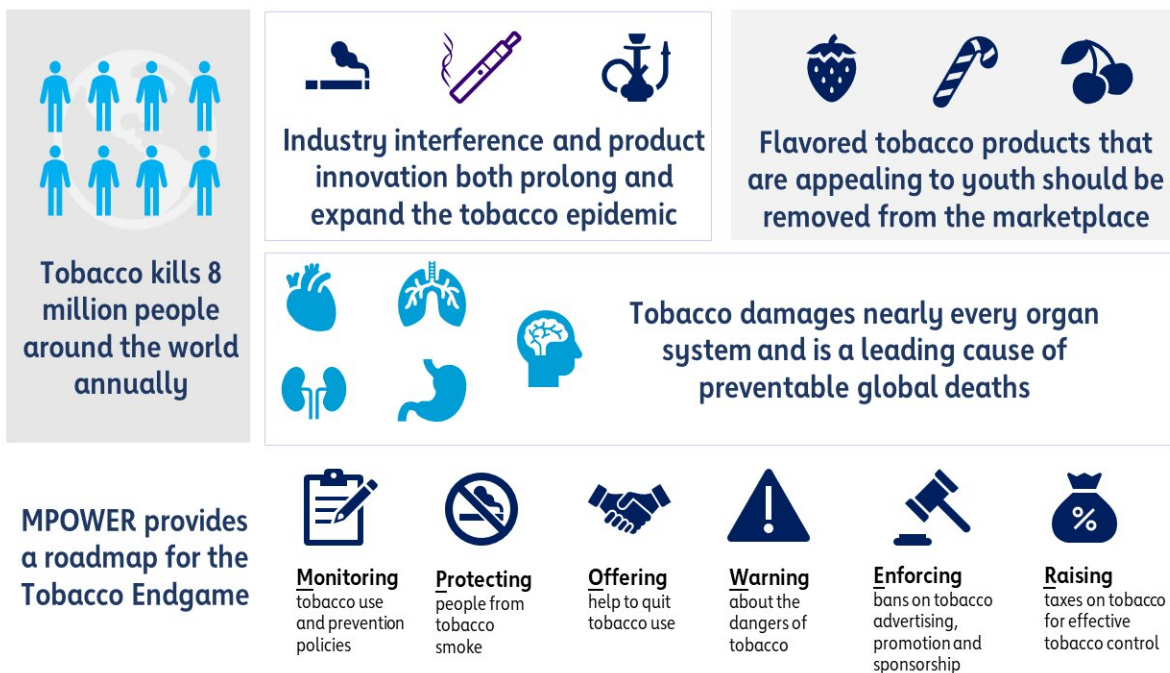 Tobacco kills 8
million people
around the world
annually
Industry interference and product
innovation both prolong and
expand the tobacco epidemic
Flavored tobacco products that
are appealing to youth should be
removed from the marketplace
Tobacco damages nearly every organ
system and is a leading cause of
preventable global deaths
MPOWER provides
a roadmap for the
Tobacco Endgame
Monitoring
tobacco use
and prevention
policies
Protecting
people from
tobacco
smoke
Offering
help to quit
tobacco use
Warning
about the
dangers of
tobacco
Enforcing
bans on tobacco
advertising,
promotion and
sponsorship
%
Raising
taxes on tobacco
for effective
tobacco control